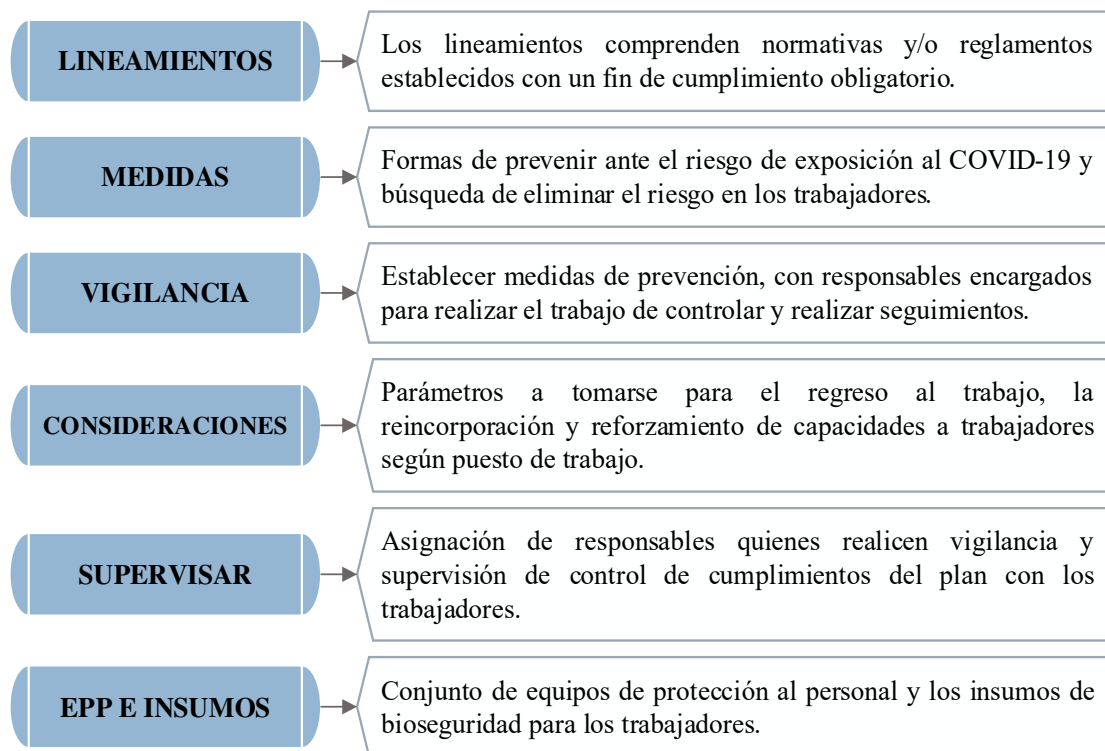 LINEAMIENTOS
Los lineamientos comprenden normativas y/o reglamentos
establecidos con un fin de cumplimiento obligatorio.
MEDIDAS
Formas de prevenir ante el riesgo de exposición al COVID-19 y
búsqueda de eliminar el riesgo en los trabajadores.
VIGILANCIA
Establecer medidas de prevención, con responsables encargados
para realizar el trabajo de controlar y realizar seguimientos.
CONSIDERACIONES
Parámetros a tomarse para el regreso al trabajo, la
reincorporación y reforzamiento de capacidades a trabajadores
según puesto de trabajo.
SUPERVISAR
Asignación de responsables quienes realicen vigilancia y
supervisión de control de cumplimientos del plan con los
trabajadores.
EPP E INSUMOS
Conjunto de equipos de protección al personal y los insumos de
bioseguridad para los trabajadores.